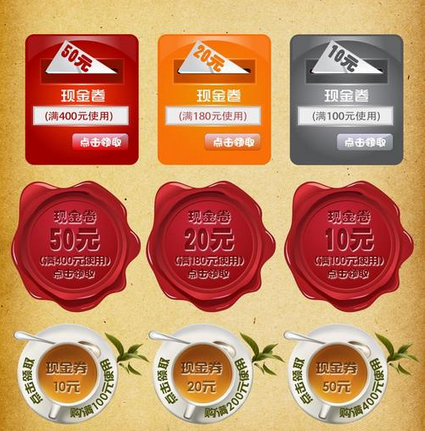 50元
现金卷
(满400元使用)
点击领取
20元
现金卷
(满180元使用)
点击领取
10元
现金卷
(满100元使用)
点击领取
现金卷
50元
(满400元使用)
点击领取
现金卷
20元
(满180元使用)
点击领取
现金卷
10元
(满100元使用)
点击领取
现金券
10元
点击领取
购满100元使用
现金券
20元
点击领取
购满200元使用
现金券
50元
点击领取
购满400元使用